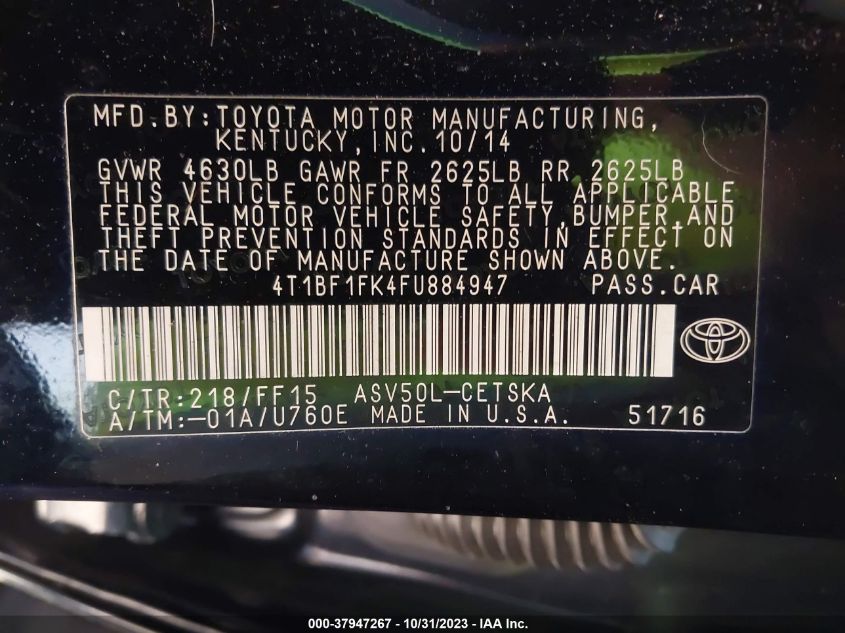 MFD.BY:TOYOTA MOTOR MANUFACTURING,
KENTUCKY,INC.10/14
GVWR 4630LB GAWR FR 2625LB RR 2625LB
THIS VEHICLE CONFORMS TO ALL APPLICABLE
FEDERAL MOTOR VEHICLE SAFETY,BUMPER,AND
THEFT PREVENTION STANDARDS IN EFFECT ON
THE DATE OF MANUFACTURE SHOWN ABOVE.
4T1BF1FK4FU884947 PASS.CAR
C/TR:218/FF15 ASV50L-CETSKA
A/TM:-01A/U760E MADE IN U.S.A. 51716
000-37947267 - 10/31/2023 - IAA Inc.